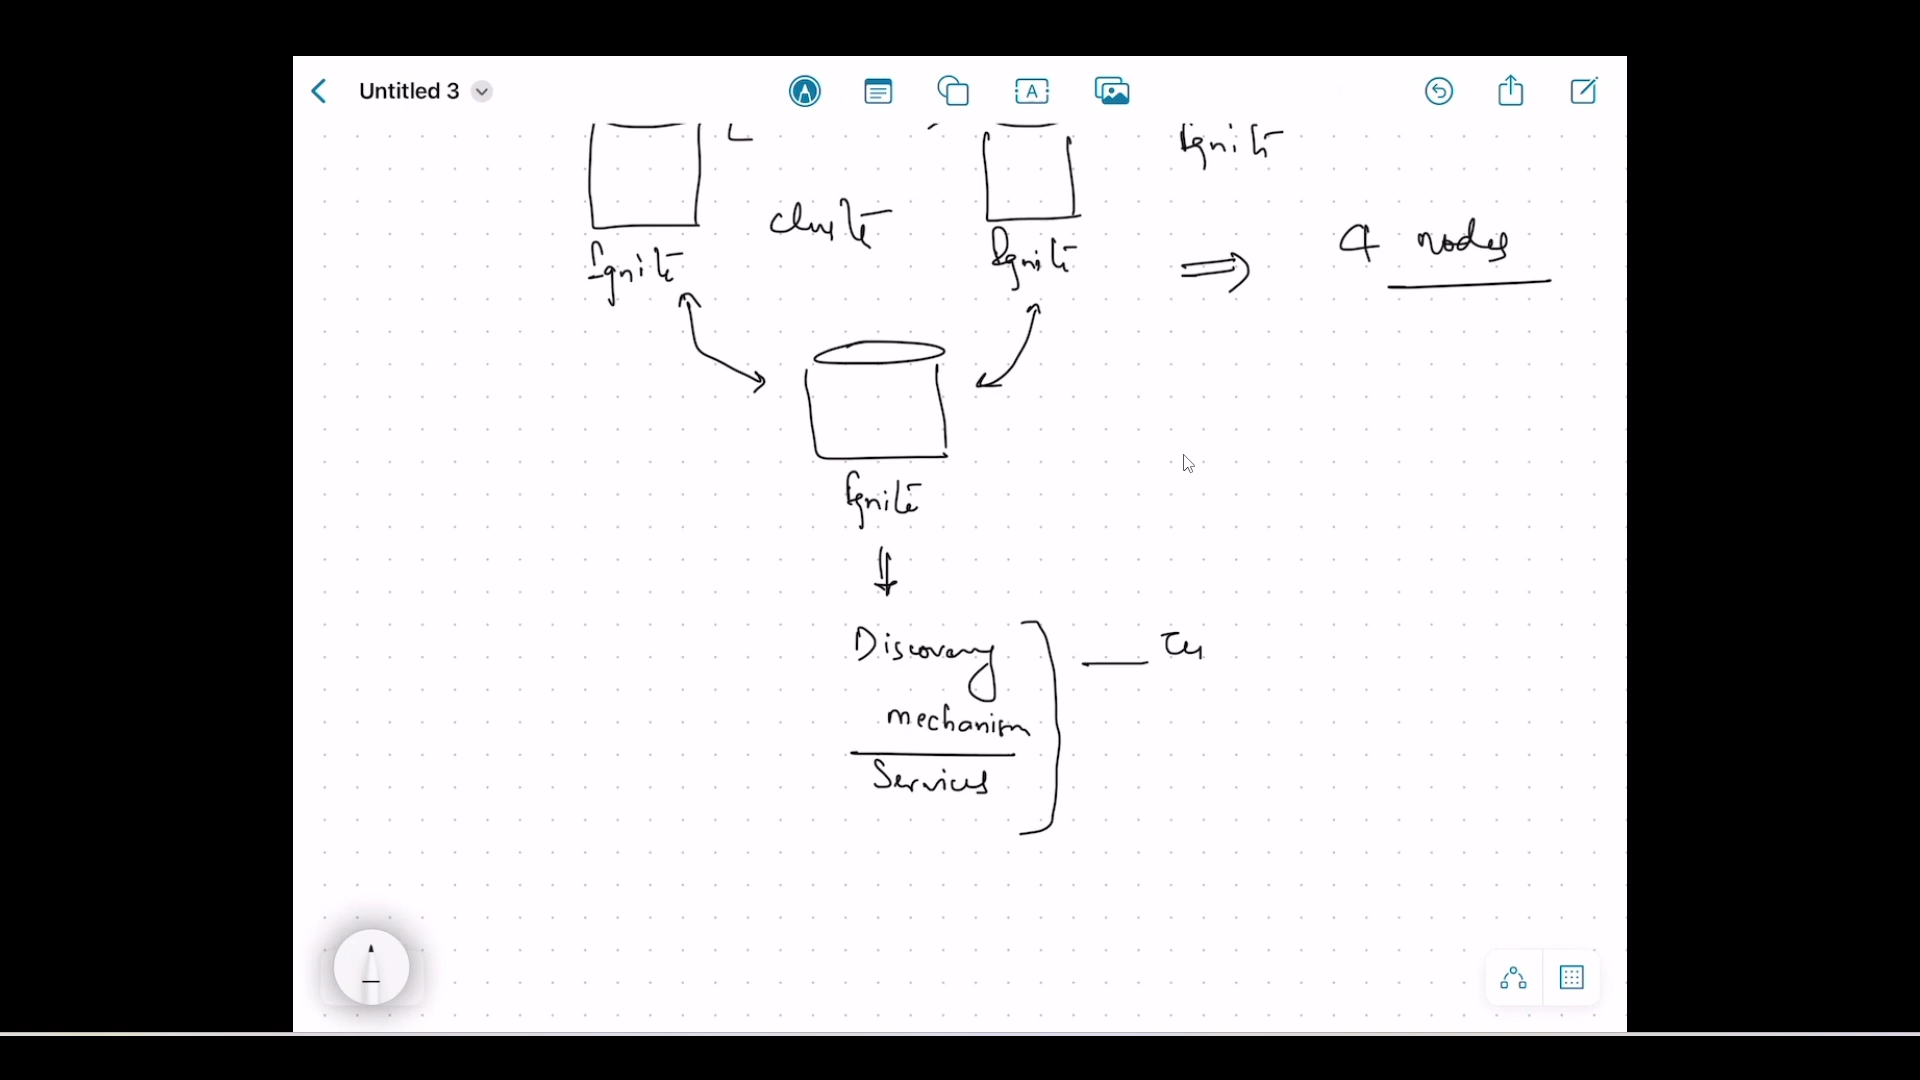 Untitled 3
A
Ignite
cluster
4 nodes
Ignite
Ignite
Ignite
Discovery
mechanism
Services